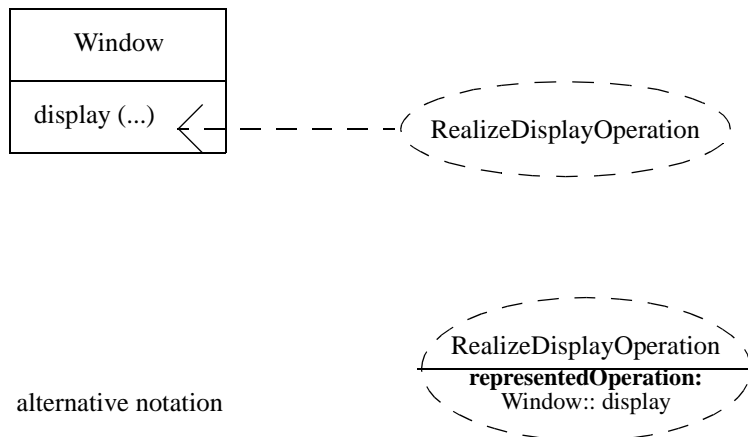 Window
display (...)
RealizeDisplayOperation
RealizeDisplayOperation
representedOperation:
Window:: display
alternative notation